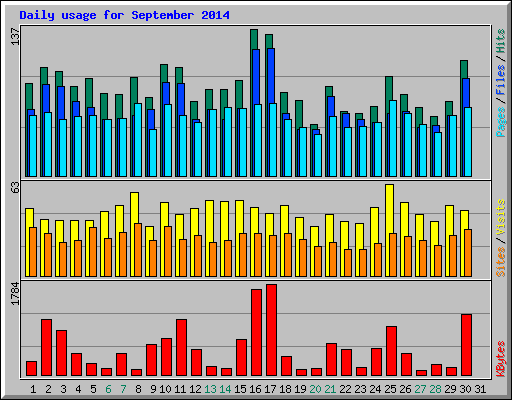 Daily usage for September 2014
137
Pages / Files / Hits
63
Sites / Visits
1784
KBytes
1 2 3 4 5 6 7 8 9 10 11 12 13 14 15 16 17 18 19 20 21 22 23 24 25 26 27 28 29 30 31